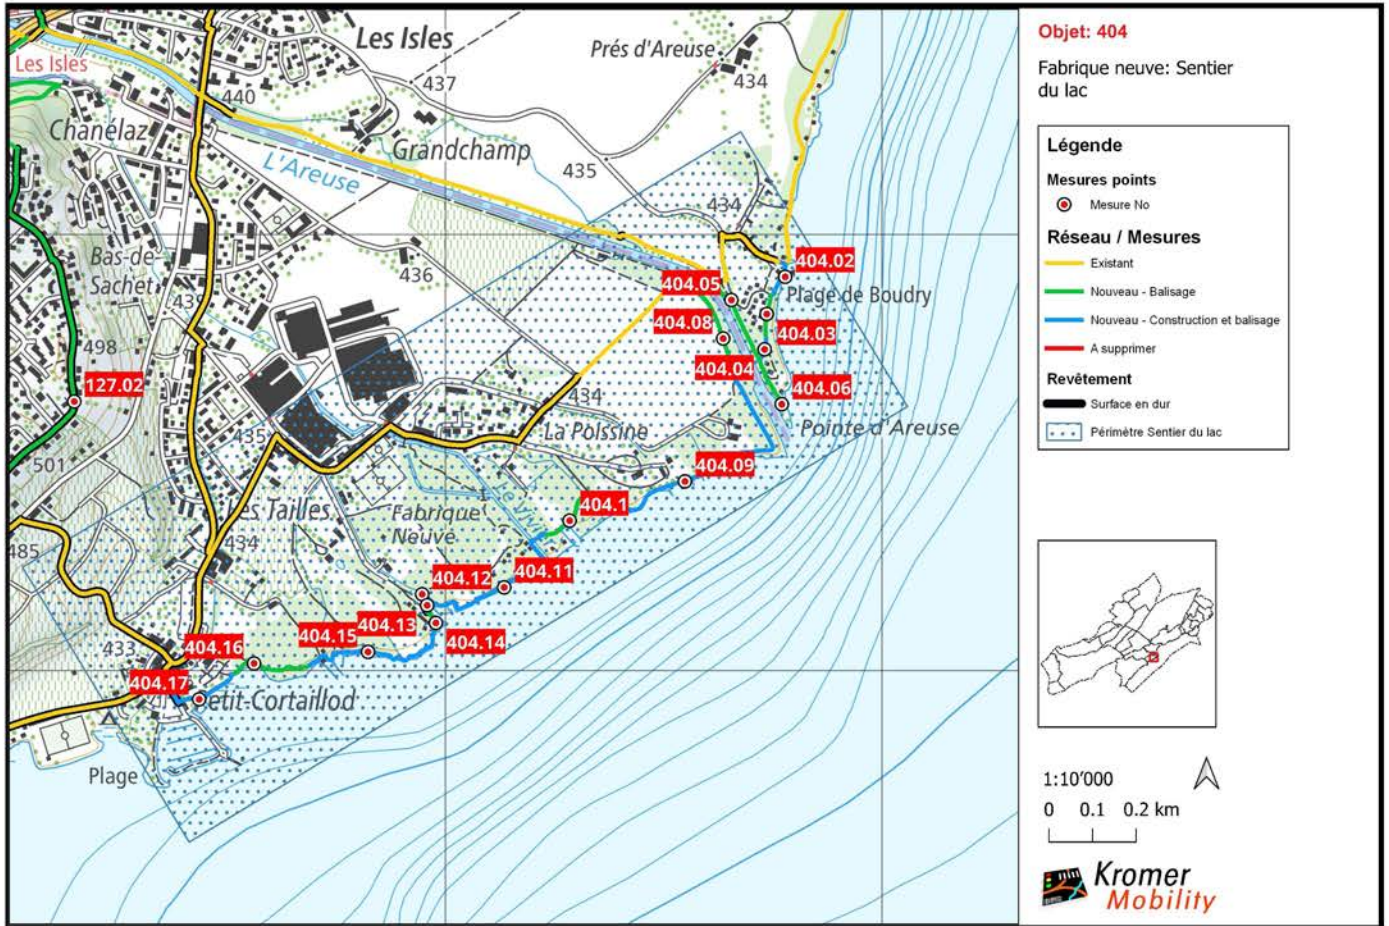 Les Isles
Prés d'Areuse
434
Les Isles
437
440
Chanélaz
Grandchamp
L'Areuse
435
434
Bas-de-
Sachet
436
404.02
404.05
Plage de Boudry
404.08
404.03
498
127.02
404.04
404.06
434
La Poissine
Pointe d'Areuse
435
501
404.09
Les Tailles
Fabrique
Neuve
404.1
Le Vivier
485
434
404.11
404.12
404.13
404.14
433
404.16
404.15
404.17
Petit-Cortaillod
Plage
Objet: 404
Fabrique neuve: Sentier
du lac
Légende
Mesures points
Mesure No
Réseau / Mesures
Existant
Nouveau - Balisage
Nouveau - Construction et balisage
A supprimer
Revêtement
Surface en dur
Périmètre Sentier du lac
1:10'000
0 0.1 0.2 km
Kromer
Mobility